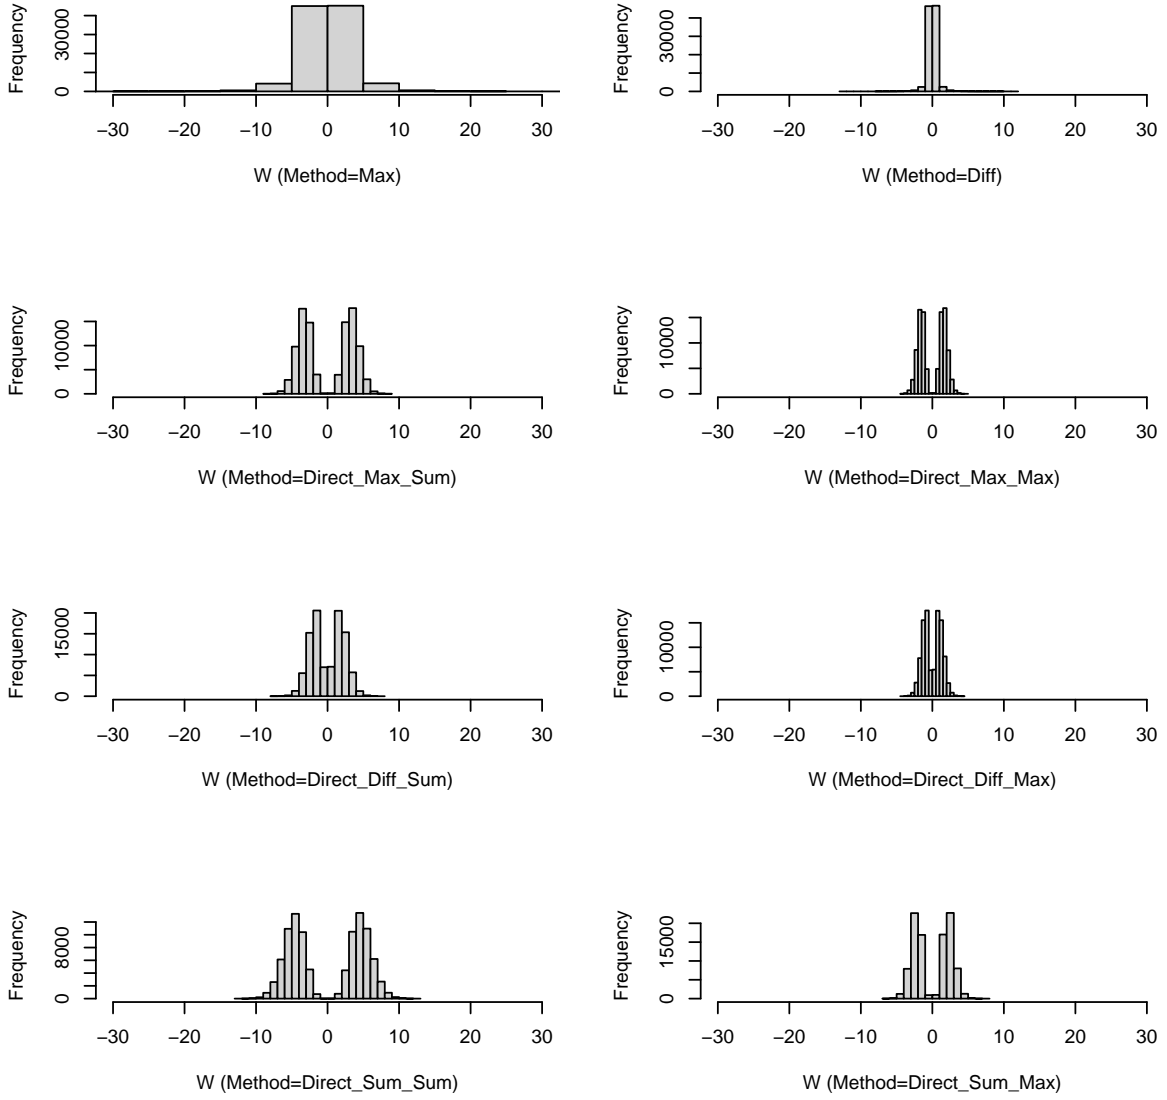 Frequency
0 30000
−30 −20 −10 0 10 20 30
W (Method=Max)
Frequency
0 30000
−30 −20 −10 0 10 20 30
W (Method=Diff)
Frequency
0 10000
−30 −20 −10 0 10 20 30
W (Method=Direct_Max_Sum)
Frequency
0 10000
−30 −20 −10 0 10 20 30
W (Method=Direct_Max_Max)
Frequency
0 15000
−30 −20 −10 0 10 20 30
W (Method=Direct_Diff_Sum)
Frequency
0 10000
−30 −20 −10 0 10 20 30
W (Method=Direct_Diff_Max)
Frequency
0 8000
−30 −20 −10 0 10 20 30
W (Method=Direct_Sum_Sum)
Frequency
0 15000
−30 −20 −10 0 10 20 30
W (Method=Direct_Sum_Max)